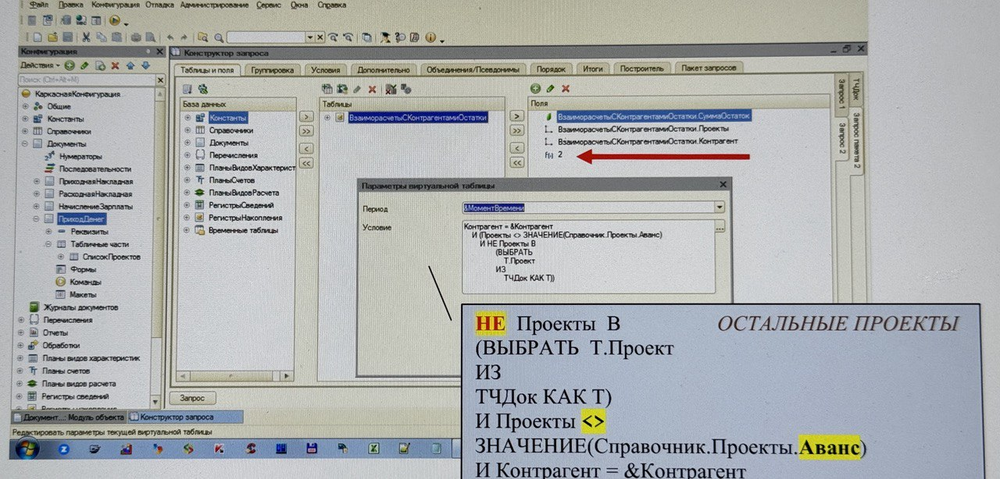 Файл Правка Конфигурация Отладка Администрирование Сервис Окна Справка
Конфигурация
Действия
Поиск (Ctrl+Alt+M)
КаркаснаяКонфигурация
Общие
Константы
Справочники
Документы
Нумераторы
Последовательности
ПриходнаяНакладная
РасходнаяНакладная
НачислениеЗарплаты
ПриходДенег
Реквизиты
Табличные части
СписокПроектов
Формы
Команды
Макеты
Журналы документов
Перечисления
Отчеты
Обработки
Планы видов характеристик
Планы счетов
Планы видов расчета
Регистры сведений
Регистры накопления
Конструктор запроса
Таблицы и поля Группировка Условия Дополнительно Объединения/Псевдонимы Порядок Итоги Построитель Пакет запросов
База данных
Константы
Справочники
Документы
Перечисления
ПланыВидовХарактерист
ПланыСчетов
ПланыВидовРасчета
РегистрыСведений
РегистрыНакопления
Временные таблицы
Таблицы
ВзаиморасчетыСКонтрагентамиОстатки
> 
>>
<
<<
Поля
ВзаиморасчетыСКонтрагентамиОстатки.СуммаОстаток
ВзаиморасчетыСКонтрагентамиОстатки.Проекты
ВзаиморасчетыСКонтрагентамиОстатки.Контрагент
2
>
>>
<
<<
Запрос 1
Запрос 2
ТЧДок
Запрос пакета 2
Параметры виртуальной таблицы
Период &МоментВремени
Условие
Контрагент = &Контрагент
И (Проекты <> ЗНАЧЕНИЕ(Справочник.Проекты.Аванс)
И НЕ Проекты В
(ВЫБРАТЬ
Т.Проект
ИЗ
ТЧДок КАК Т))
...
НЕ Проекты В ОСТАЛЬНЫЕ ПРОЕКТЫ
(ВЫБРАТЬ Т.Проект
ИЗ
ТЧДок КАК Т)
И Проекты <>
ЗНАЧЕНИЕ(Справочник.Проекты.Аванс)
И Контрагент = &Контрагент
Запрос
Документ...: Модуль объекта Конструктор запроса
Редактировать параметры текущей виртуальной таблицы